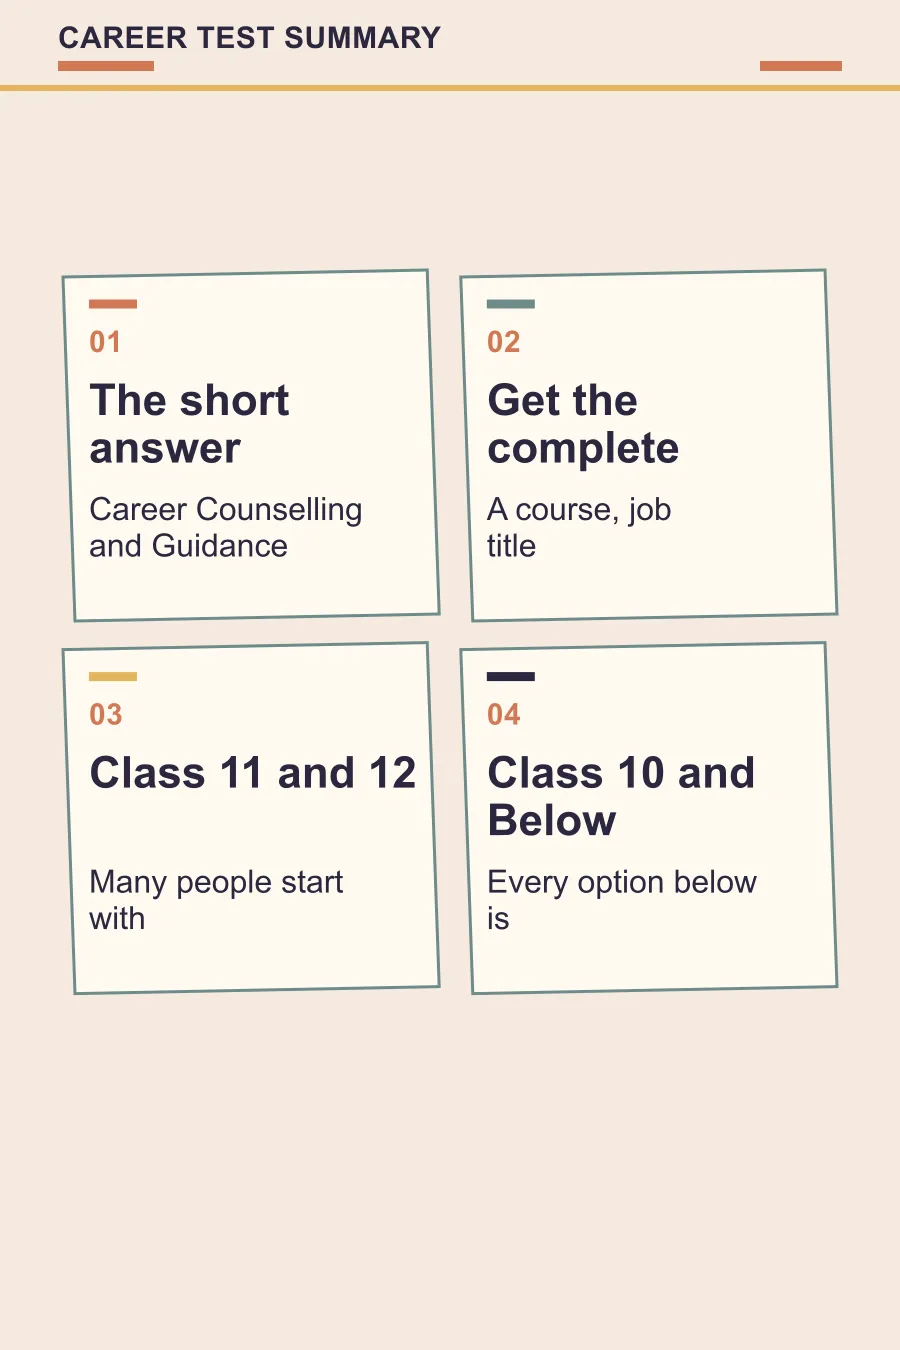 CAREER TEST SUMMARY
01
The short
answer
Career Counselling
and Guidance
02
Get the
complete
A course, job
title
03
Class 11 and 12
Many people start
with
04
Class 10 and
Below
Every option below
is